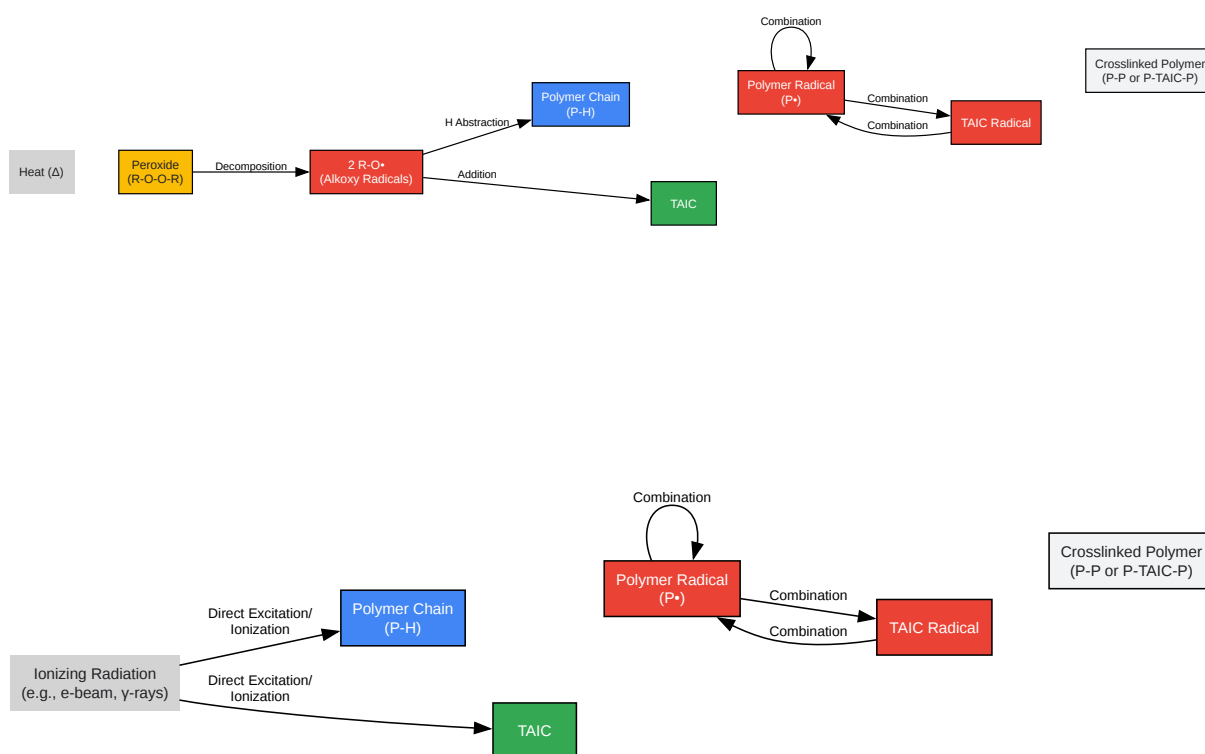 Combination
Polymer Radical
(P•)
Combination
Combination
TAIC Radical
Crosslinked Polymer
(P-P or P-TAIC-P)
Polymer Chain
(P-H)
H Abstraction
Heat (Δ)
Peroxide
(R-O-O-R)
Decomposition
2 R-O•
(Alkoxy Radicals)
Addition
TAIC
Combination
Polymer Radical
(P•)
Combination
Combination
TAIC Radical
Crosslinked Polymer
(P-P or P-TAIC-P)
Direct Excitation/
Ionization
Polymer Chain
(P-H)
Ionizing Radiation
(e.g., e-beam, γ-rays)
Direct Excitation/
Ionization
TAIC